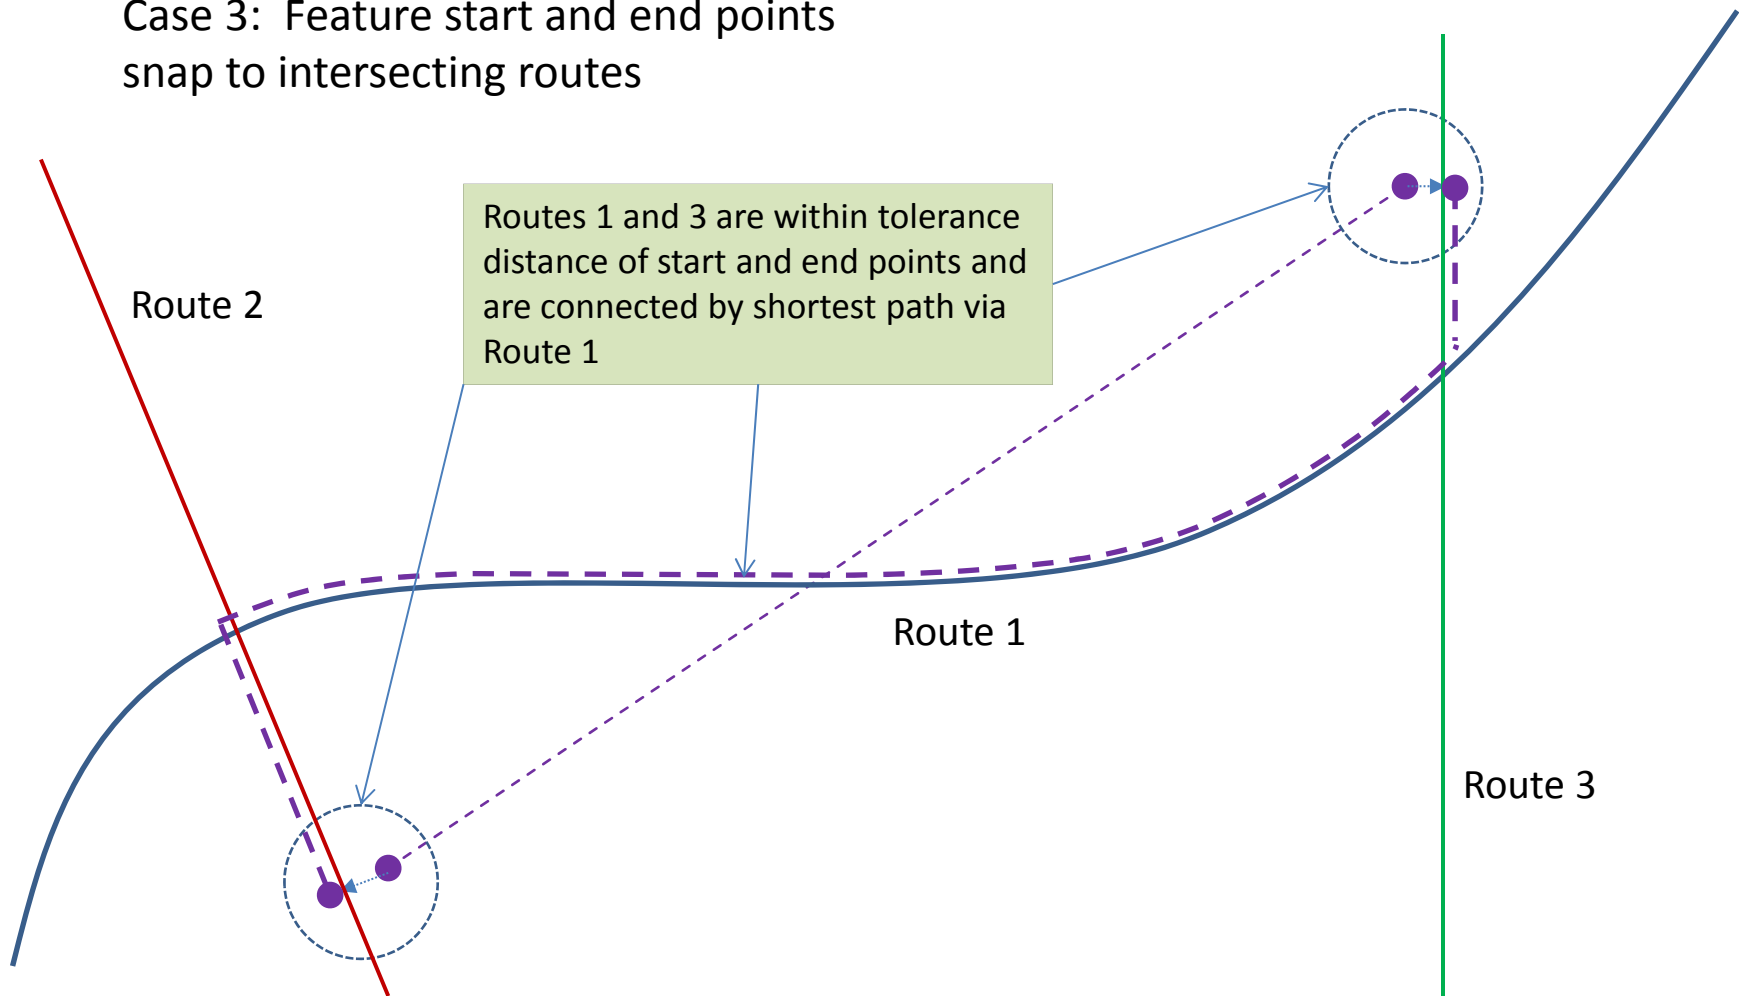 Case 3: Feature start and end points
snap to intersecting routes
Routes 1 and 3 are within tolerance
distance of start and end points and
are connected by shortest path via
Route 1
Route 2
Route 1
Route 3